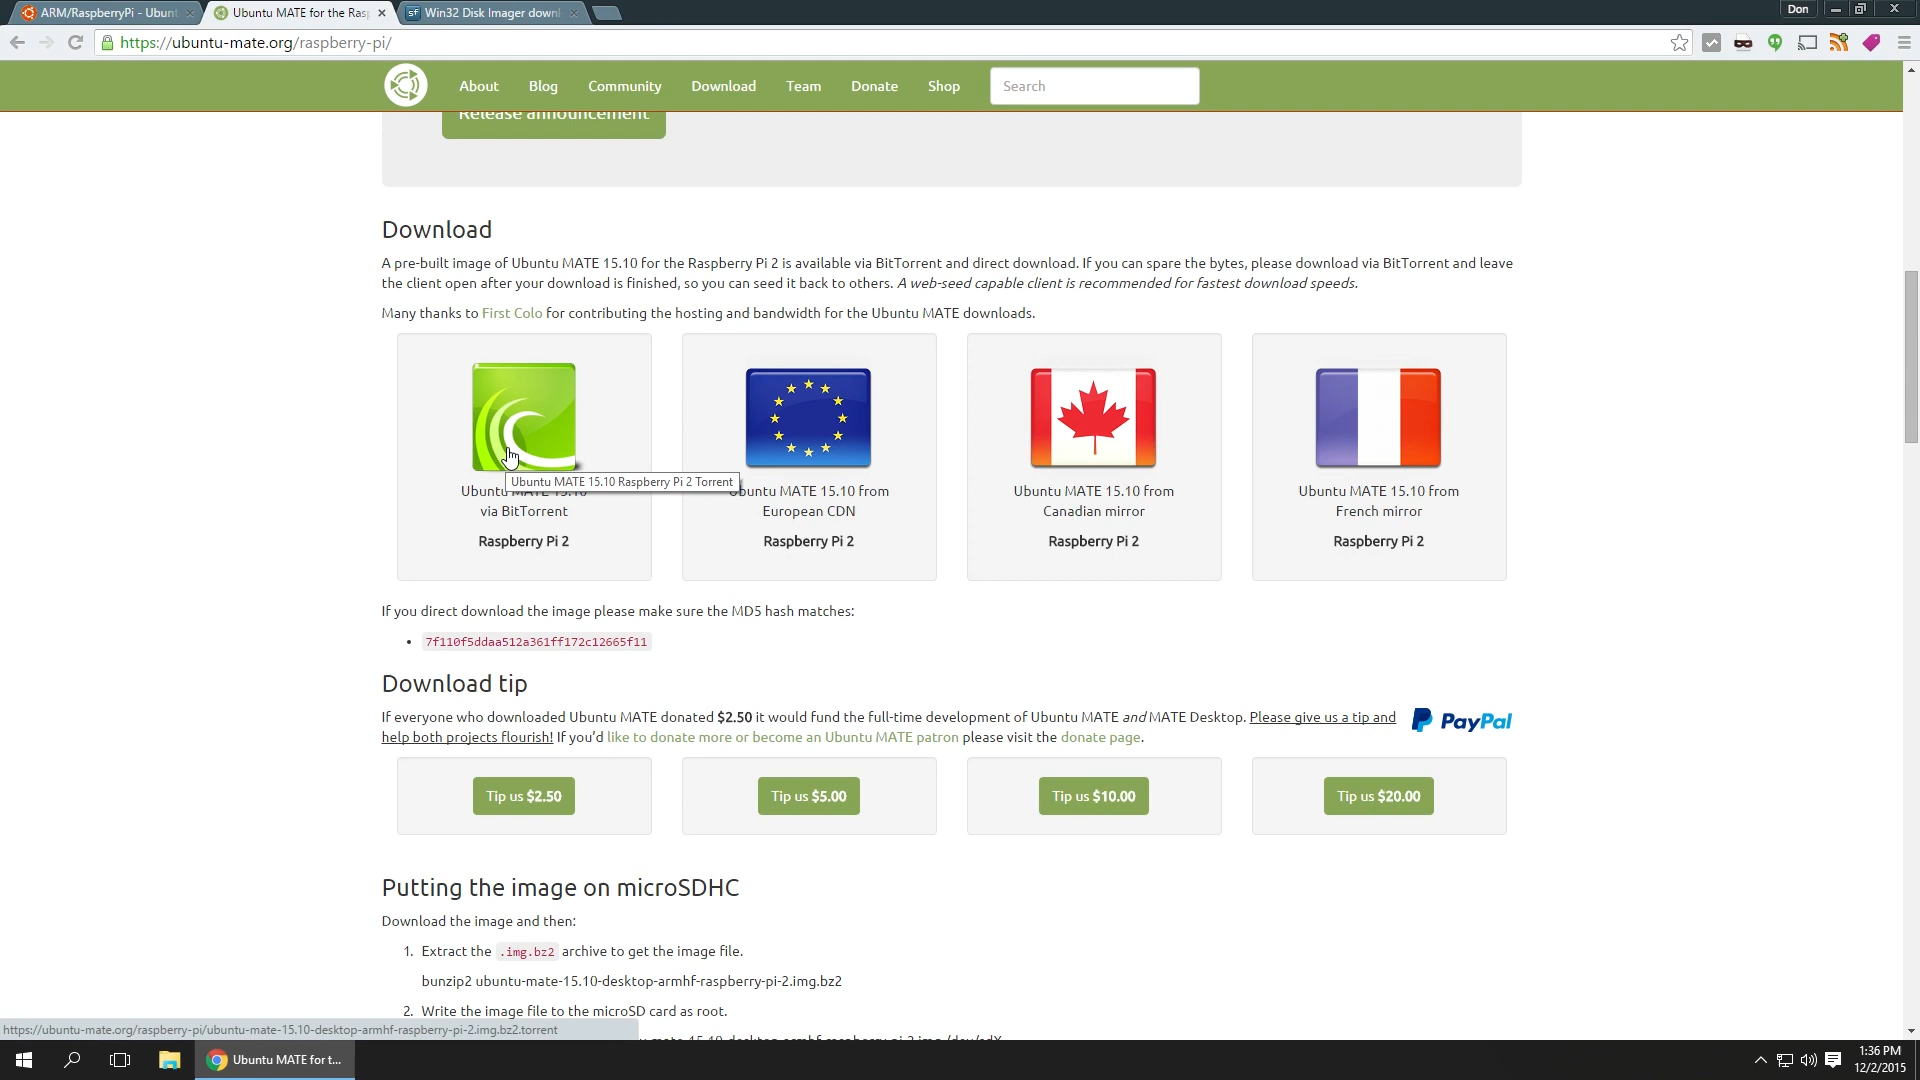 ARM/RaspberryPi - Ubunt
Ubuntu MATE for the Rasp
Win32 Disk Imager downl
Don
https://ubuntu-mate.org/raspberry-pi/
About
Blog
Community
Download
Team
Donate
Shop
Search
Release announcement
Download
A pre-built image of Ubuntu MATE 15.10 for the Raspberry Pi 2 is available via BitTorrent and direct download. If you can spare the bytes, please download via BitTorrent and leave
the client open after your download is finished, so you can seed it back to others. A web-seed capable client is recommended for fastest download speeds.
Many thanks to First Colo for contributing the hosting and bandwidth for the Ubuntu MATE downloads.
Ubuntu MATE 15.10
via BitTorrent
Raspberry Pi 2
Ubuntu MATE 15.10 Raspberry Pi 2 Torrent
Ubuntu MATE 15.10 from
European CDN
Raspberry Pi 2
Ubuntu MATE 15.10 from
Canadian mirror
Raspberry Pi 2
Ubuntu MATE 15.10 from
French mirror
Raspberry Pi 2
If you direct download the image please make sure the MD5 hash matches:
• 7f110f5ddaa512a361ff172c12665f11
Download tip
If everyone who downloaded Ubuntu MATE donated $2.50 it would fund the full-time development of Ubuntu MATE and MATE Desktop. Please give us a tip and
help both projects flourish! If you'd like to donate more or become an Ubuntu MATE patron please visit the donate page.
PayPal
Tip us $2.50
Tip us $5.00
Tip us $10.00
Tip us $20.00
Putting the image on microSDHC
Download the image and then:
1. Extract the .img.bz2 archive to get the image file.
bunzip2 ubuntu-mate-15.10-desktop-armhf-raspberry-pi-2.img.bz2
2. Write the image file to the microSD card as root.
https://ubuntu-mate.org/raspberry-pi/ubuntu-mate-15.10-desktop-armhf-raspberry-pi-2.img.bz2.torrent
Ubuntu MATE for t...
1:36 PM
12/2/2015